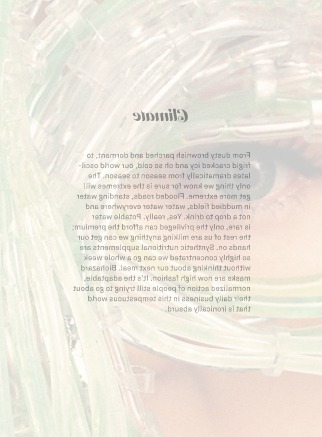 Climate
From dusty brownish parched and dormant, to
frigid cracked icy and oh so cold, our world oscil-
lates dramatically from season to season. The
only thing we know for sure is the extremes will
get more extreme. Flooded roads, standing water
in muddied fields, water water everywhere and
not a drop to drink. Yes, really. Potable water
is rare, only the privileged can afford the premium;
the rest of us are milking anything we can get our
hands on. Synthetic nutritional supplements are
so highly concentrated we can go a whole week
without thinking about our next meal. Biohazard
masks are now high fashion. It's the adaptable,
normalized action of people still trying to go about
their daily business in this tempestuous world
that is ironically absurd.